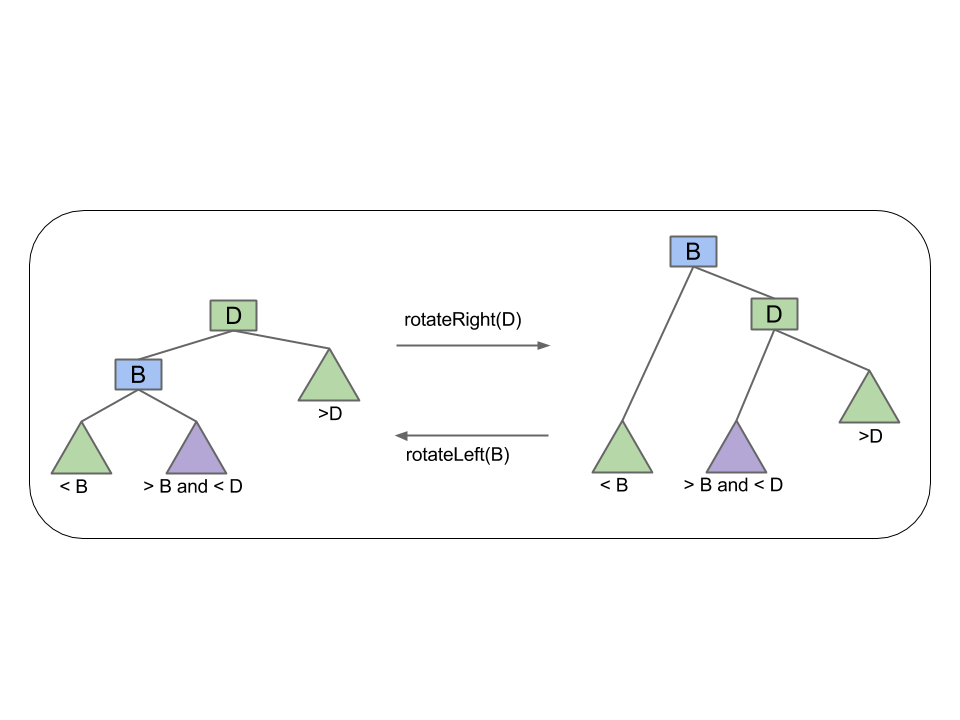 D
B
>D
< B
> B and < D
rotateRight(D)
rotateLeft(B)
B
D
>D
< B
> B and < D